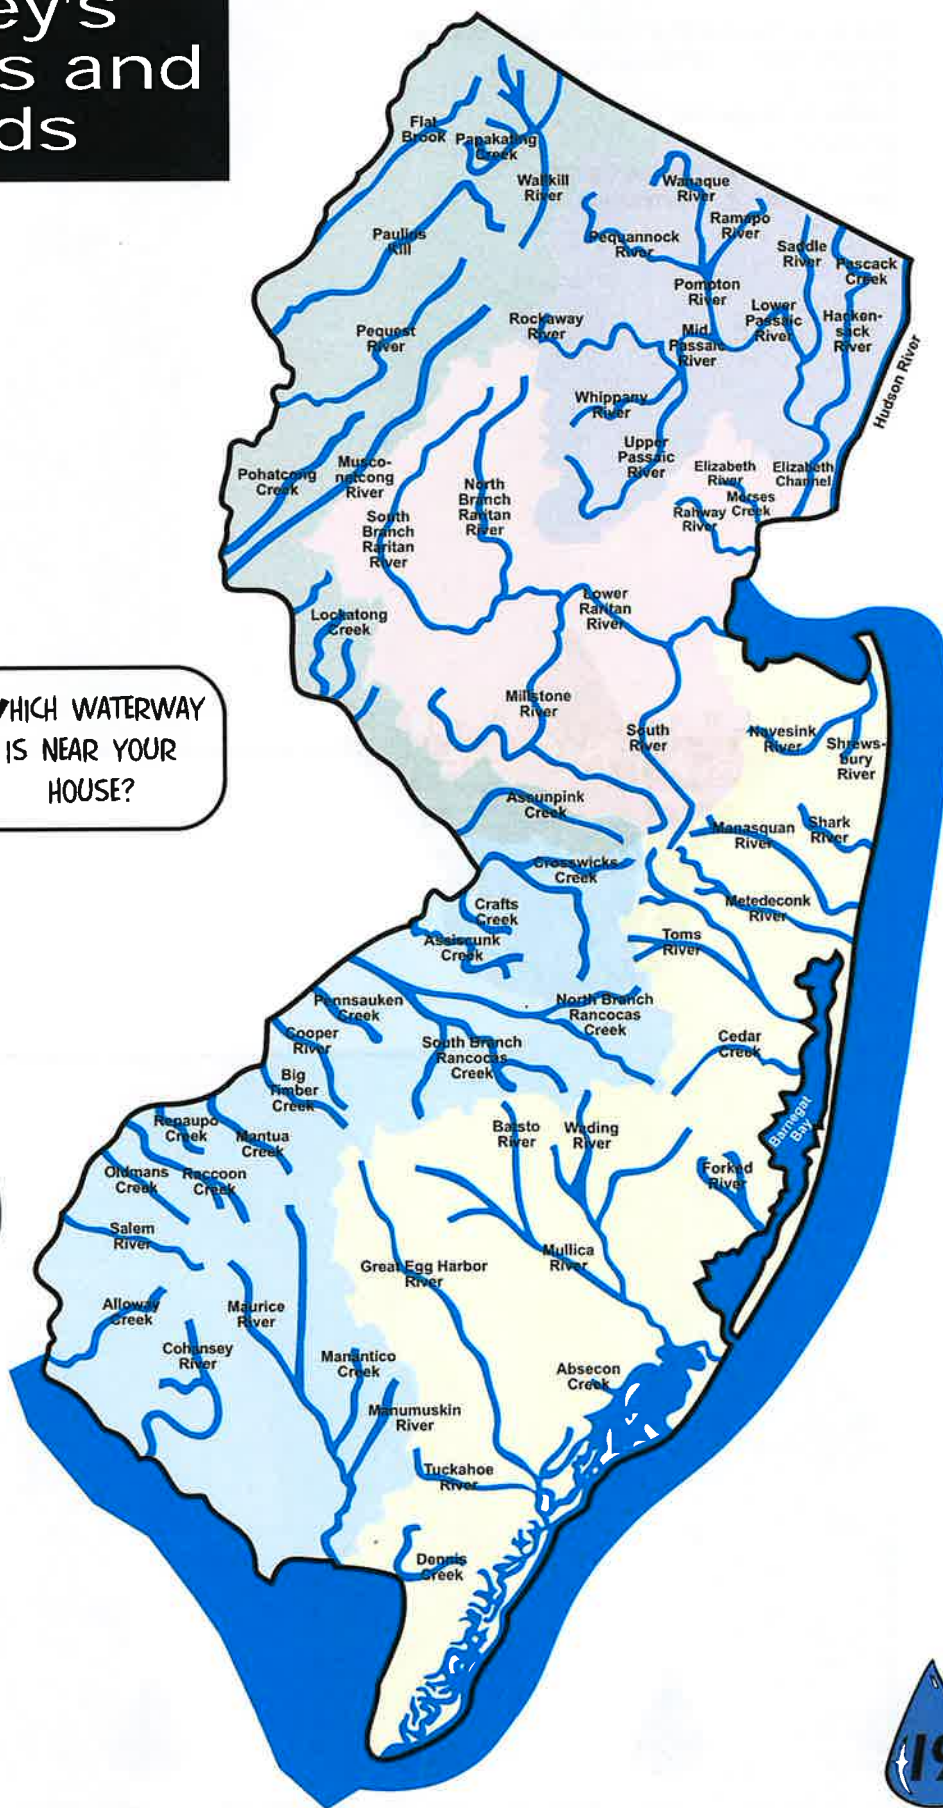 ey's
s and
ds
Flat
Brook
Papakating
Creek
Wallkill
River
Wanaque
River
Ramapo
River
Paulins
Kill
Pequannock
River
Saddle
River
Pascack
Creek
Pompton
River
Lower
Passaic
River
Hacken-
sack
River
Rockaway
River
Mid
Passaic
River
Pequest
River
Hudson River
Whippany
River
Upper
Passaic
River
Pohatcong
Creek
Musco-
netcong
River
North
Branch
Raritan
River
Elizabeth
River
Elizabeth
Channel
Morses
Creek
Rahway
River
South
Branch
Raritan
River
Lockatong
Creek
Lower
Raritan
River
HICH WATERWAY
IS NEAR YOUR
HOUSE?
Millstone
River
South
River
Navesink
River
Shrews-
bury
River
Assunpink
Creek
Manasquan
River
Shark
River
Crosswicks
Creek
Crafts
Creek
Metedeconk
River
Assiscunk
Creek
Toms
River
Pennsauken
Creek
North Branch
Rancocas
Creek
Cooper
River
South Branch
Rancocas
Creek
Cedar
Creek
Big
Timber
Creek
Barnegat
Bay
Repaupo
Creek
Mantua
Creek
Batsto
River
Wading
River
Oldmans
Creek
Raccoon
Creek
Forked
River
Salem
River
Great Egg Harbor
River
Mullica
River
Alloway
Creek
Maurice
River
Cohansey
River
Manantico
Creek
Absecon
Creek
Manumuskin
River
Tuckahoe
River
Dennis
Creek
19